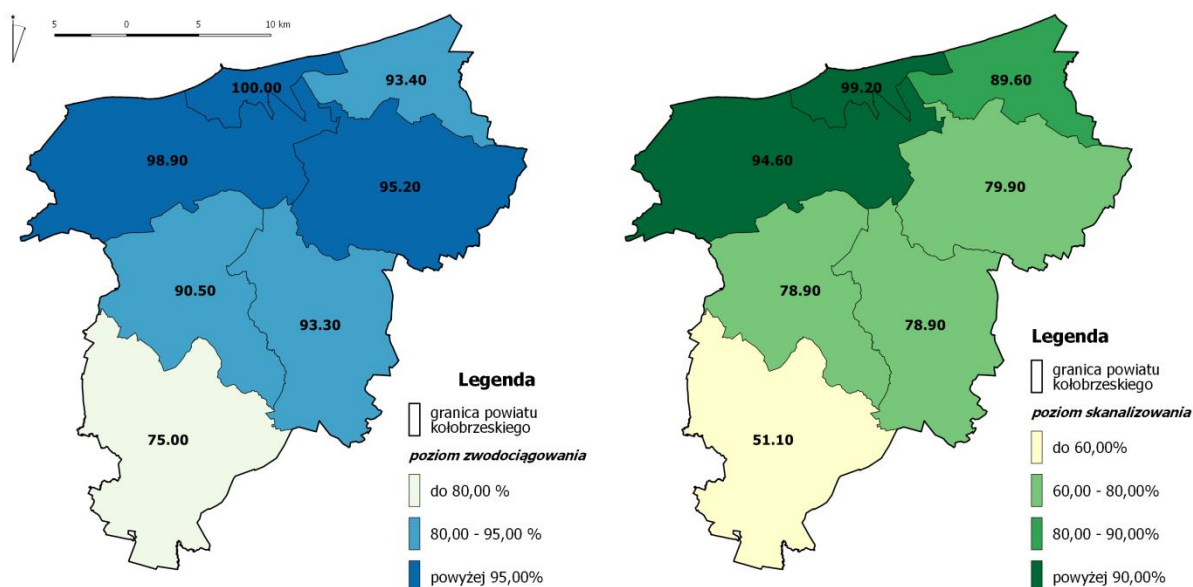 5 0 5 10 km
100.00
93.40
98.90
95.20
90.50
93.30
75.00
Legenda
granica powiatu
kołobrzeskiego
poziom zwodociągowania
do 80,00 %
80,00 - 95,00 %
powyżej 95,00%
99.20
89.60
94.60
79.90
78.90
78.90
51.10
Legenda
granica powiatu
kołobrzeskiego
poziom skanalizowania
do 60,00%
60,00 - 80,00%
80,00 - 90,00%
powyżej 90,00%